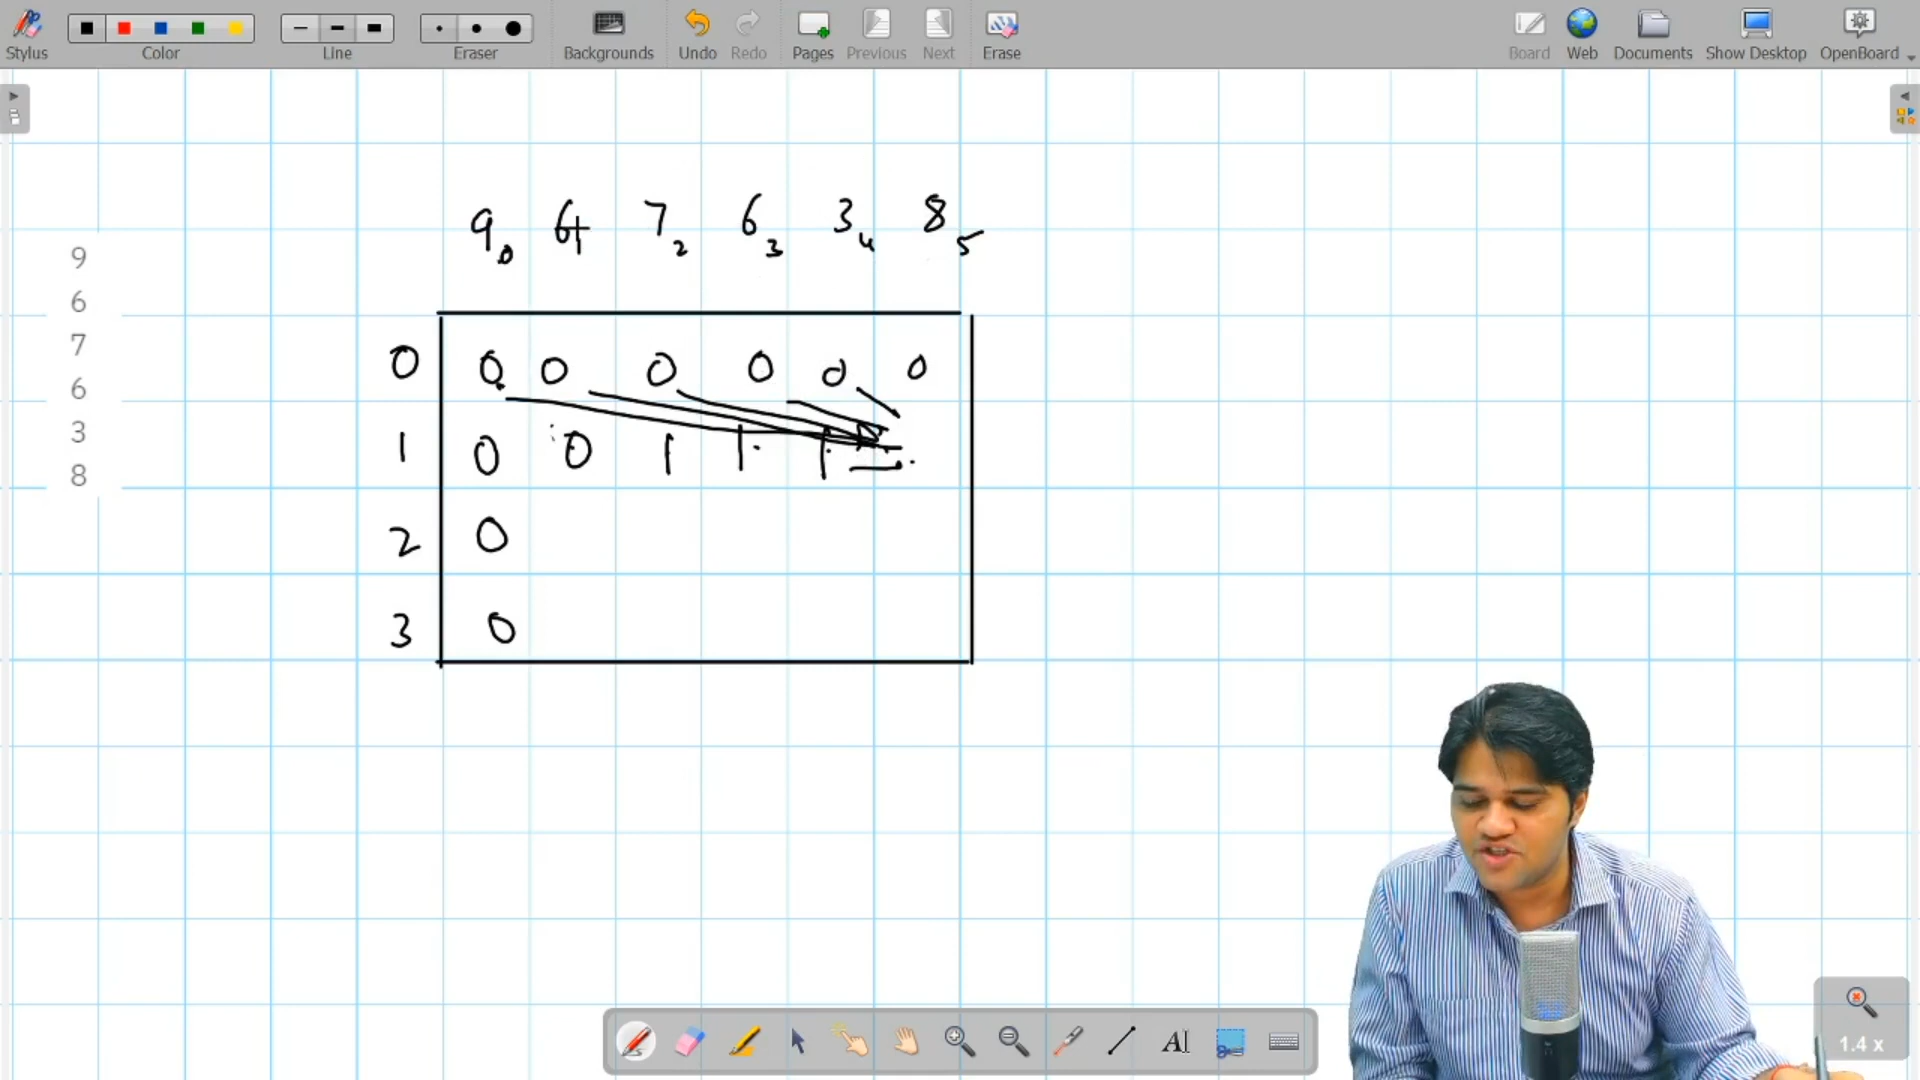 Stylus Color Line Eraser Backgrounds Undo Redo Pages Previous Next Erase Board Web Documents Show Desktop OpenBoard
9
6
7
6
3
8
9 0 6 1 7 2 6 3 3 4 8 5
0 0 0 0 0 0 0
1 0 0 1 1 1
2 0
3 0
AI
1.4 x